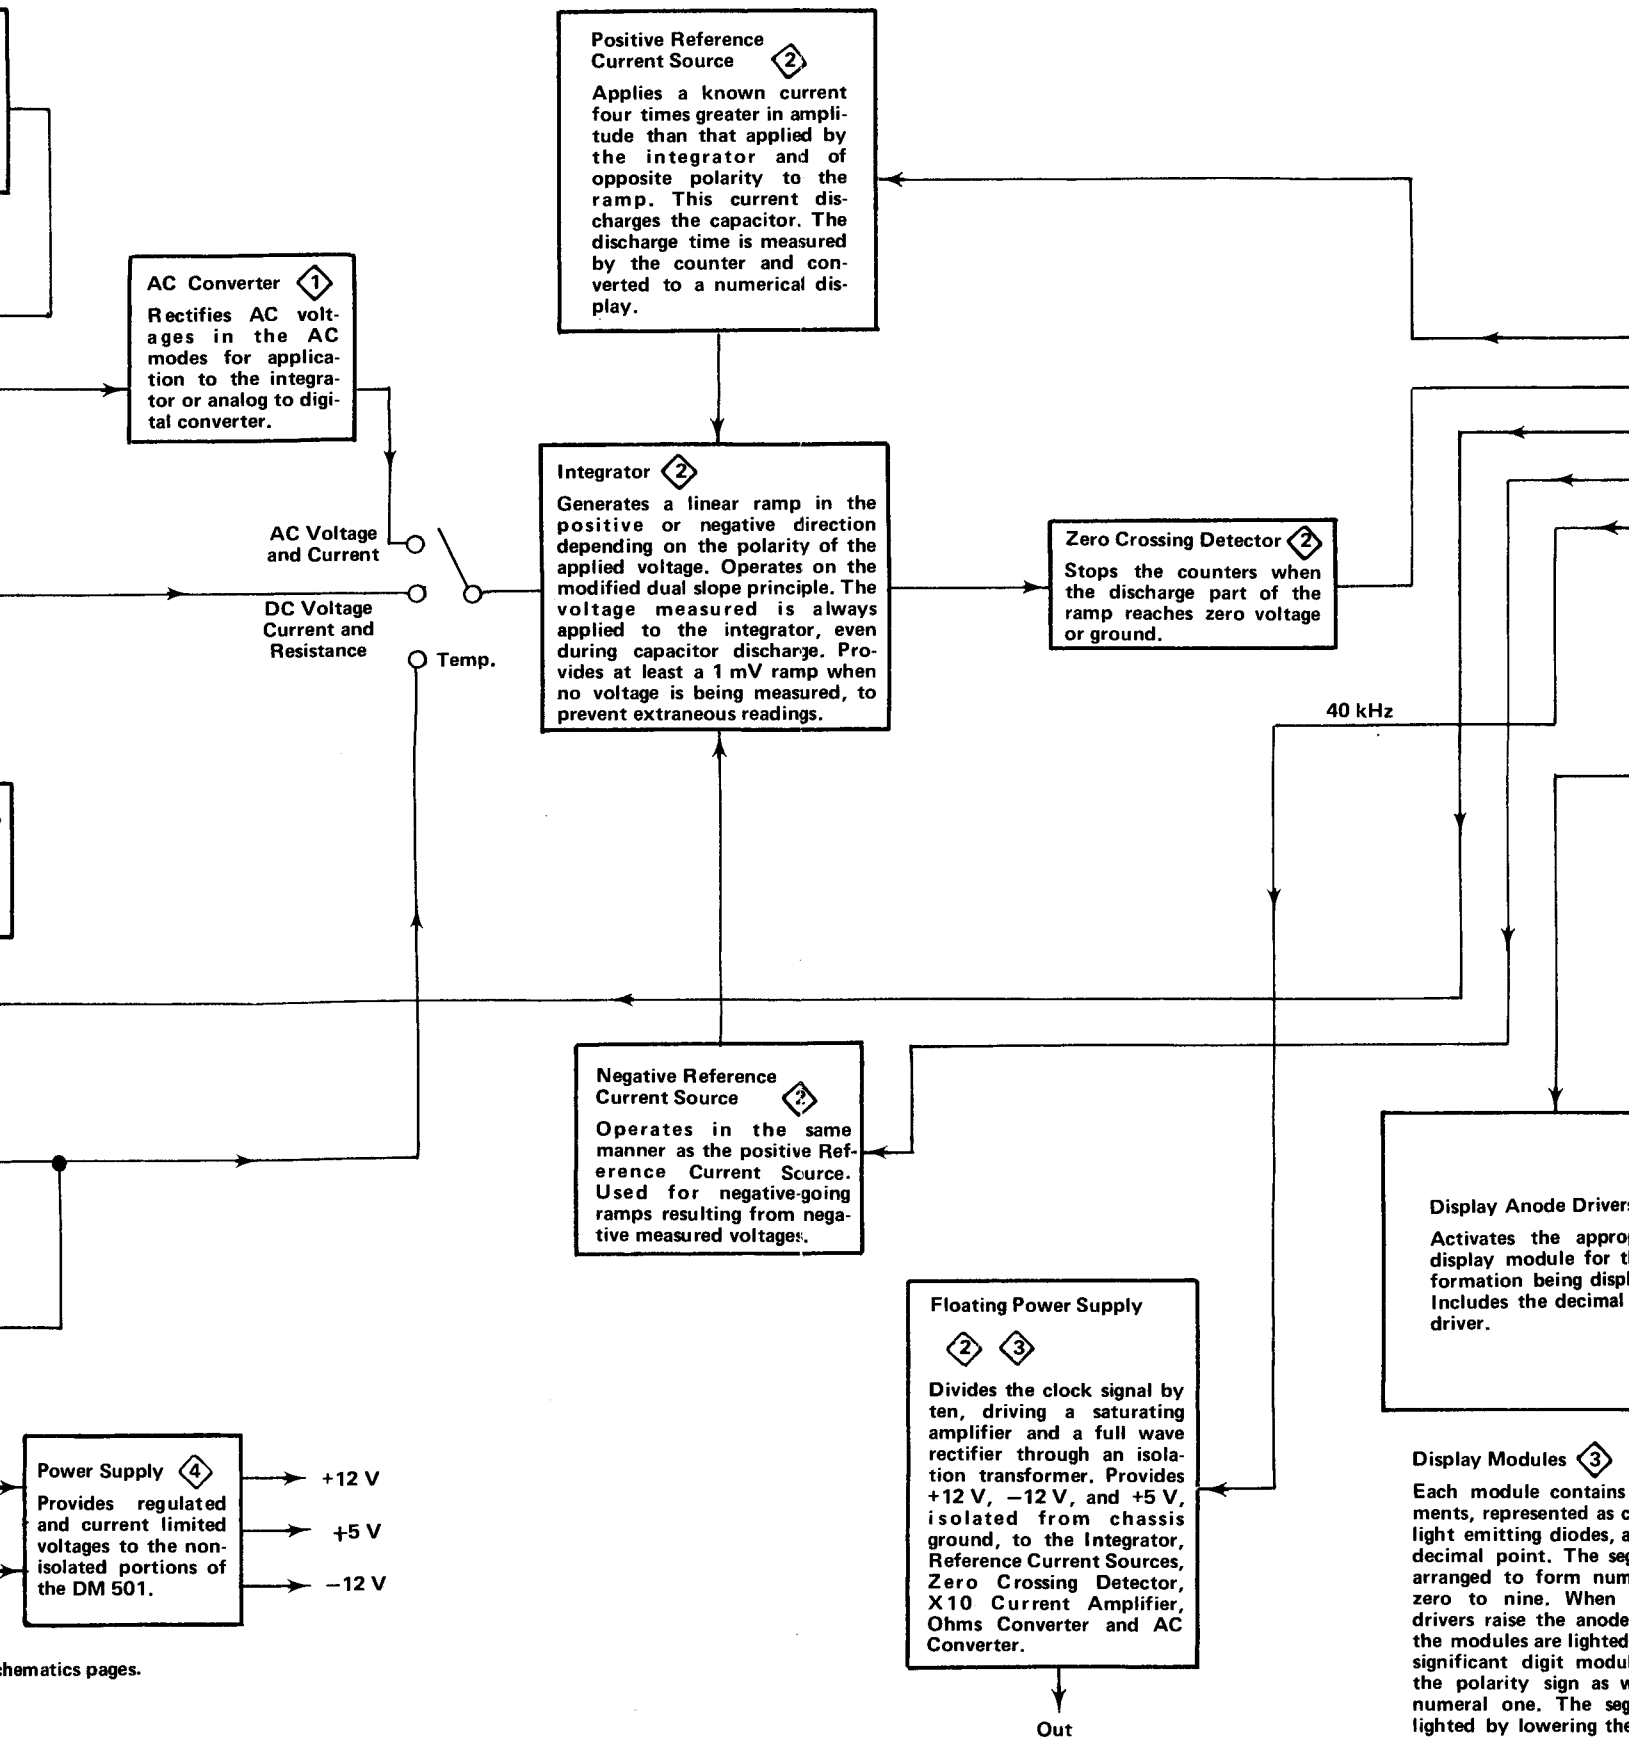 Positive Reference
Current Source 2
Applies a known current
four times greater in ampli-
tude than that applied by
the integrator and of
opposite polarity to the
ramp. This current dis-
charges the capacitor. The
discharge time is measured
by the counter and con-
verted to a numerical dis-
play.
AC Converter 1
Rectifies AC volt-
ages in the AC
modes for applica-
tion to the integra-
tor or analog to digi-
tal converter.
AC Voltage
and Current
DC Voltage
Current and
Resistance
Temp.
Integrator 2
Generates a linear ramp in the
positive or negative direction
depending on the polarity of the
applied voltage. Operates on the
modified dual slope principle. The
voltage measured is always
applied to the integrator, even
during capacitor discharge. Pro-
vides at least a 1 mV ramp when
no voltage is being measured, to
prevent extraneous readings.
Zero Crossing Detector 2
Stops the counters when
the discharge part of the
ramp reaches zero voltage
or ground.
40 kHz
Negative Reference
Current Source 2
Operates in the same
manner as the positive Ref-
erence Current Source.
Used for negative-going
ramps resulting from nega-
tive measured voltages.
Floating Power Supply
2 3
Divides the clock signal by
ten, driving a saturating
amplifier and a full wave
rectifier through an isola-
tion transformer. Provides
+12 V, −12 V, and +5 V,
isolated from chassis
ground, to the Integrator,
Reference Current Sources,
Zero Crossing Detector,
X10 Current Amplifier,
Ohms Converter and AC
Converter.
Out
Display Anode Drivers
Activates the approp
display module for t
formation being displ
Includes the decimal
driver.
Display Modules 3
Each module contains
ments, represented as c
light emitting diodes, a
decimal point. The seg
arranged to form num
zero to nine. When
drivers raise the anode
the modules are lighted
significant digit modul
the polarity sign as w
numeral one. The seg
lighted by lowering the
Power Supply 4
Provides regulated
and current limited
voltages to the non-
isolated portions of
the DM 501.
+12 V
+5 V
−12 V
chematics pages.